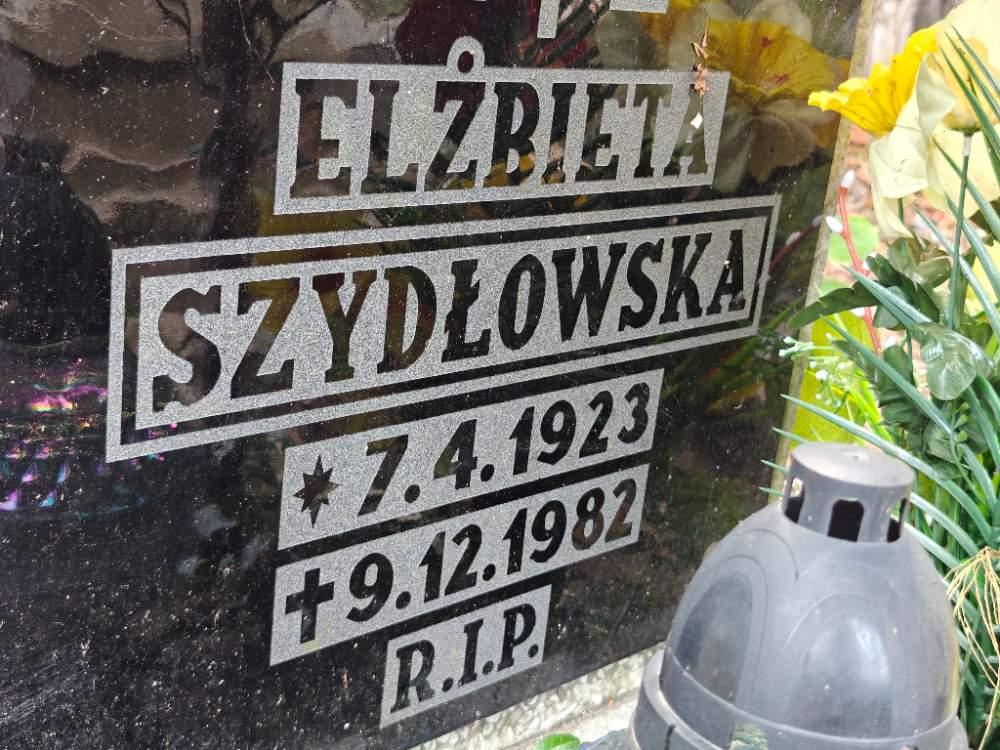 ELŻBIETA
SZYDŁOWSKA
* 7.4.1923
✝ 9.12.1982
R.I.P.